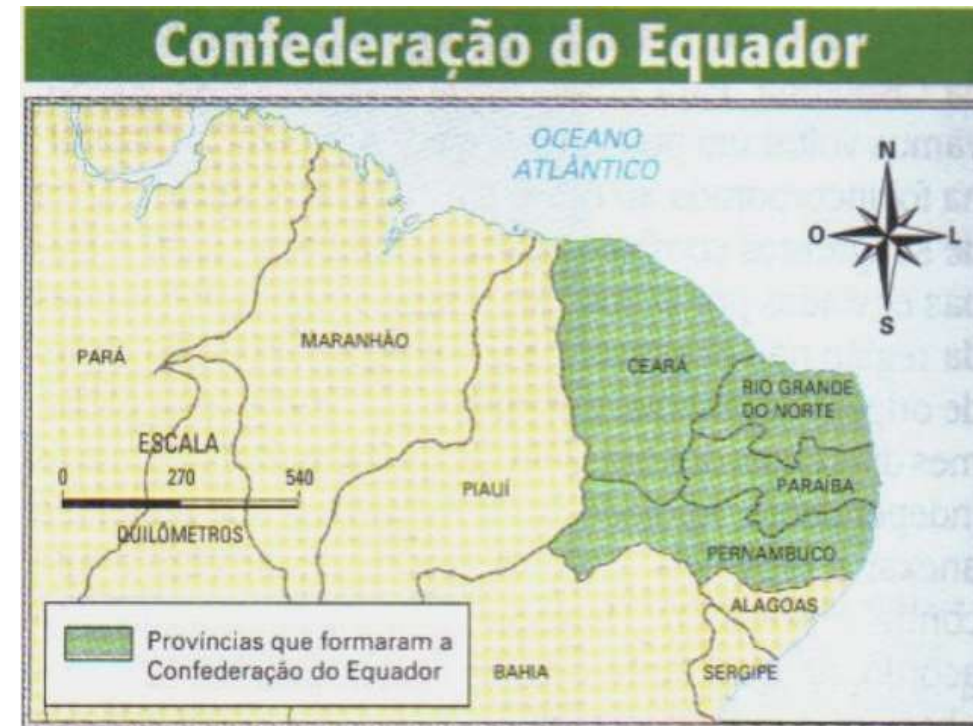 Confederação do Equador
OCEANO
ATLÂNTICO
N
O
L
S
PARÁ
MARANHÃO
CEARÁ
RIO GRANDE
DO NORTE
ESCALA
0 270 540
QUILÔMETROS
PIAUÍ
PARAÍBA
PERNAMBUCO
ALAGOAS
Províncias que formaram a
Confederação do Equador
BAHIA
SERGIPE